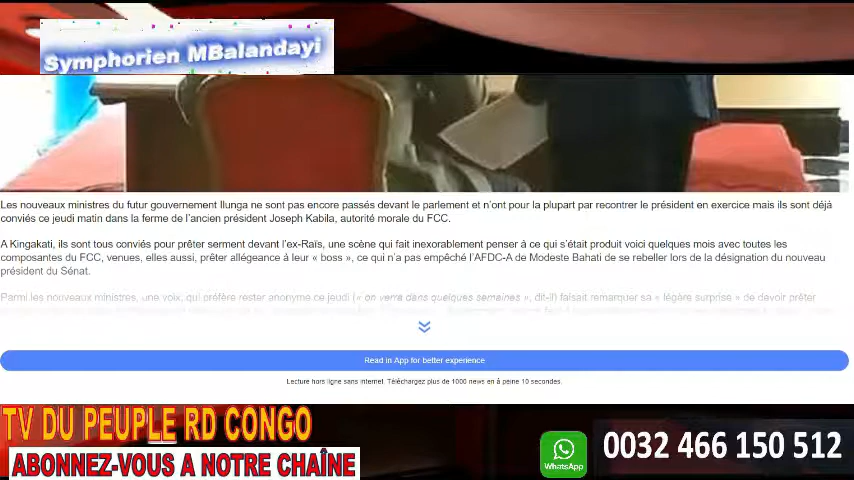 Symphorien MBalandayi
Les nouveaux ministres du futur gouvernement Ilunga ne sont pas encore passés devant le parlement et n'ont pour la plupart par recontrer le président en exercice mais ils sont déjà
conviés ce jeudi matin dans la ferme de l'ancien président Joseph Kabila, autorité morale du FCC.
A Kingakati, ils sont tous conviés pour prêter serment devant l'ex-Raïs, une scène qui fait inexorablement penser à ce qui s'était produit voici quelques mois avec toutes les
composantes du FCC, venues, elles aussi, prêter allégeance à leur « boss », ce qui n'a pas empêché l'AFDC-A de Modeste Bahati de se rebeller lors de la désignation du nouveau
président du Sénat.
Parmi les nouveaux ministres, une voix, qui préfère rester anonyme ce jeudi (« on verra dans quelques semaines », dit-il) faisait remarquer sa « légère surprise » de devoir prêter
Read in App for better experience
Lecture hors ligne sans internet. Téléchargez plus de 1000 news en à peine 10 secondes.
TV DU PEUPLE RD CONGO
ABONNEZ-VOUS A NOTRE CHAÎNE
WhatsApp
0032 466 150 512